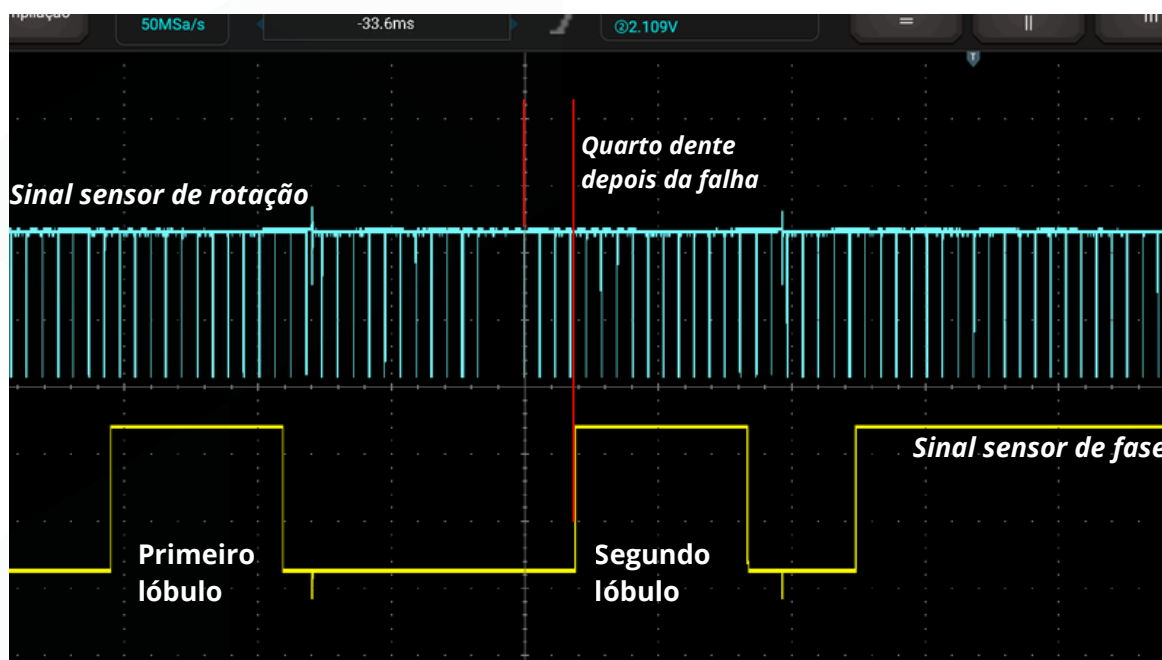 50MSa/s
-33.6ms
②2.109V
=
||
T
Quarto dente
depois da falha
Sinal sensor de rotação
Sinal sensor de fase
Primeiro
lóbulo
Segundo
lóbulo